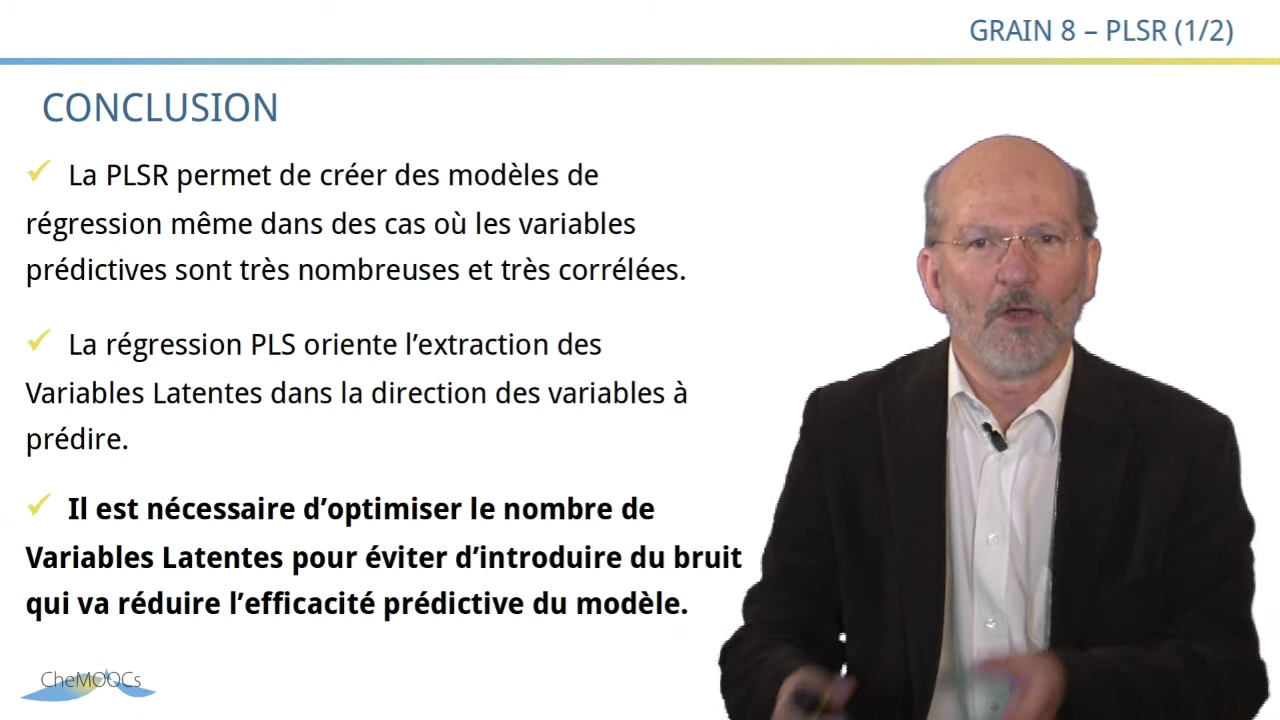 GRAIN 8 – PLSR (1/2)
CONCLUSION
✓ La PLSR permet de créer des modèles de
régression même dans des cas où les variables
prédictives sont très nombreuses et très corrélées.
✓ La régression PLS oriente l’extraction des
Variables Latentes dans la direction des variables à
prédire.
✓ Il est nécessaire d’optimiser le nombre de
Variables Latentes pour éviter d’introduire du bruit
qui va réduire l’efficacité prédictive du modèle.
CheMOOCs